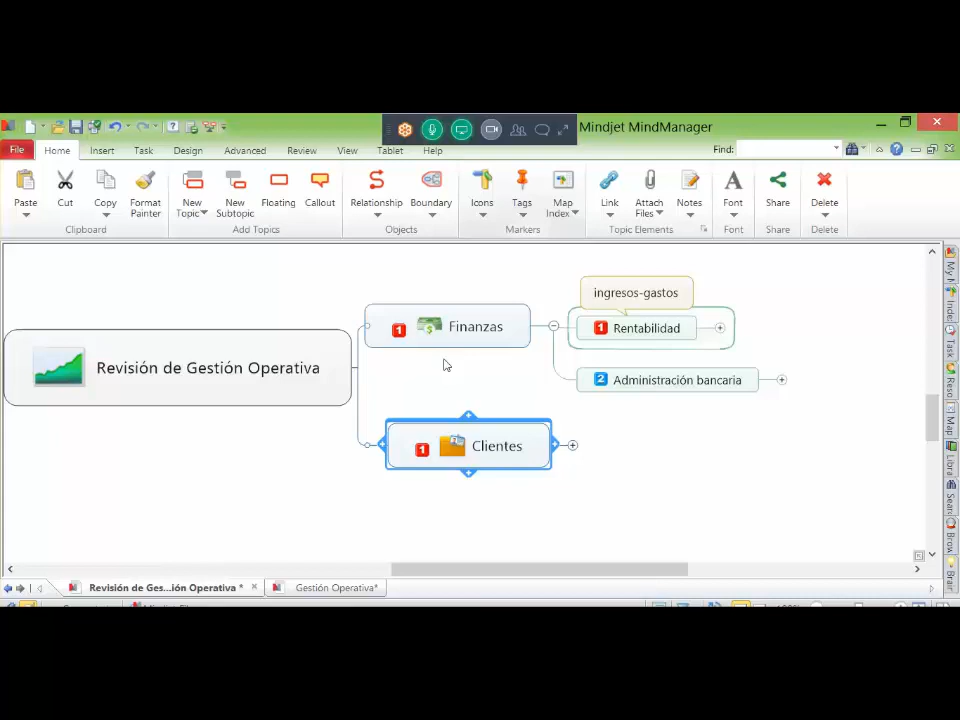 Mindjet MindManager
File Home Insert Task Design Advanced Review View Tablet Help Find:
Paste Cut Copy Format Painter New Topic New Subtopic Floating Callout Relationship Boundary Icons Tags Map Index Link Attach Files Notes Font Share Delete
Clipboard Add Topics Objects Markers Topic Elements Font Share Delete
ingresos-gastos
1 Finanzas
1 Rentabilidad
Revisión de Gestión Operativa
2 Administración bancaria
1 Clientes
Revisión de Ges...ión Operativa * Gestión Operativa*